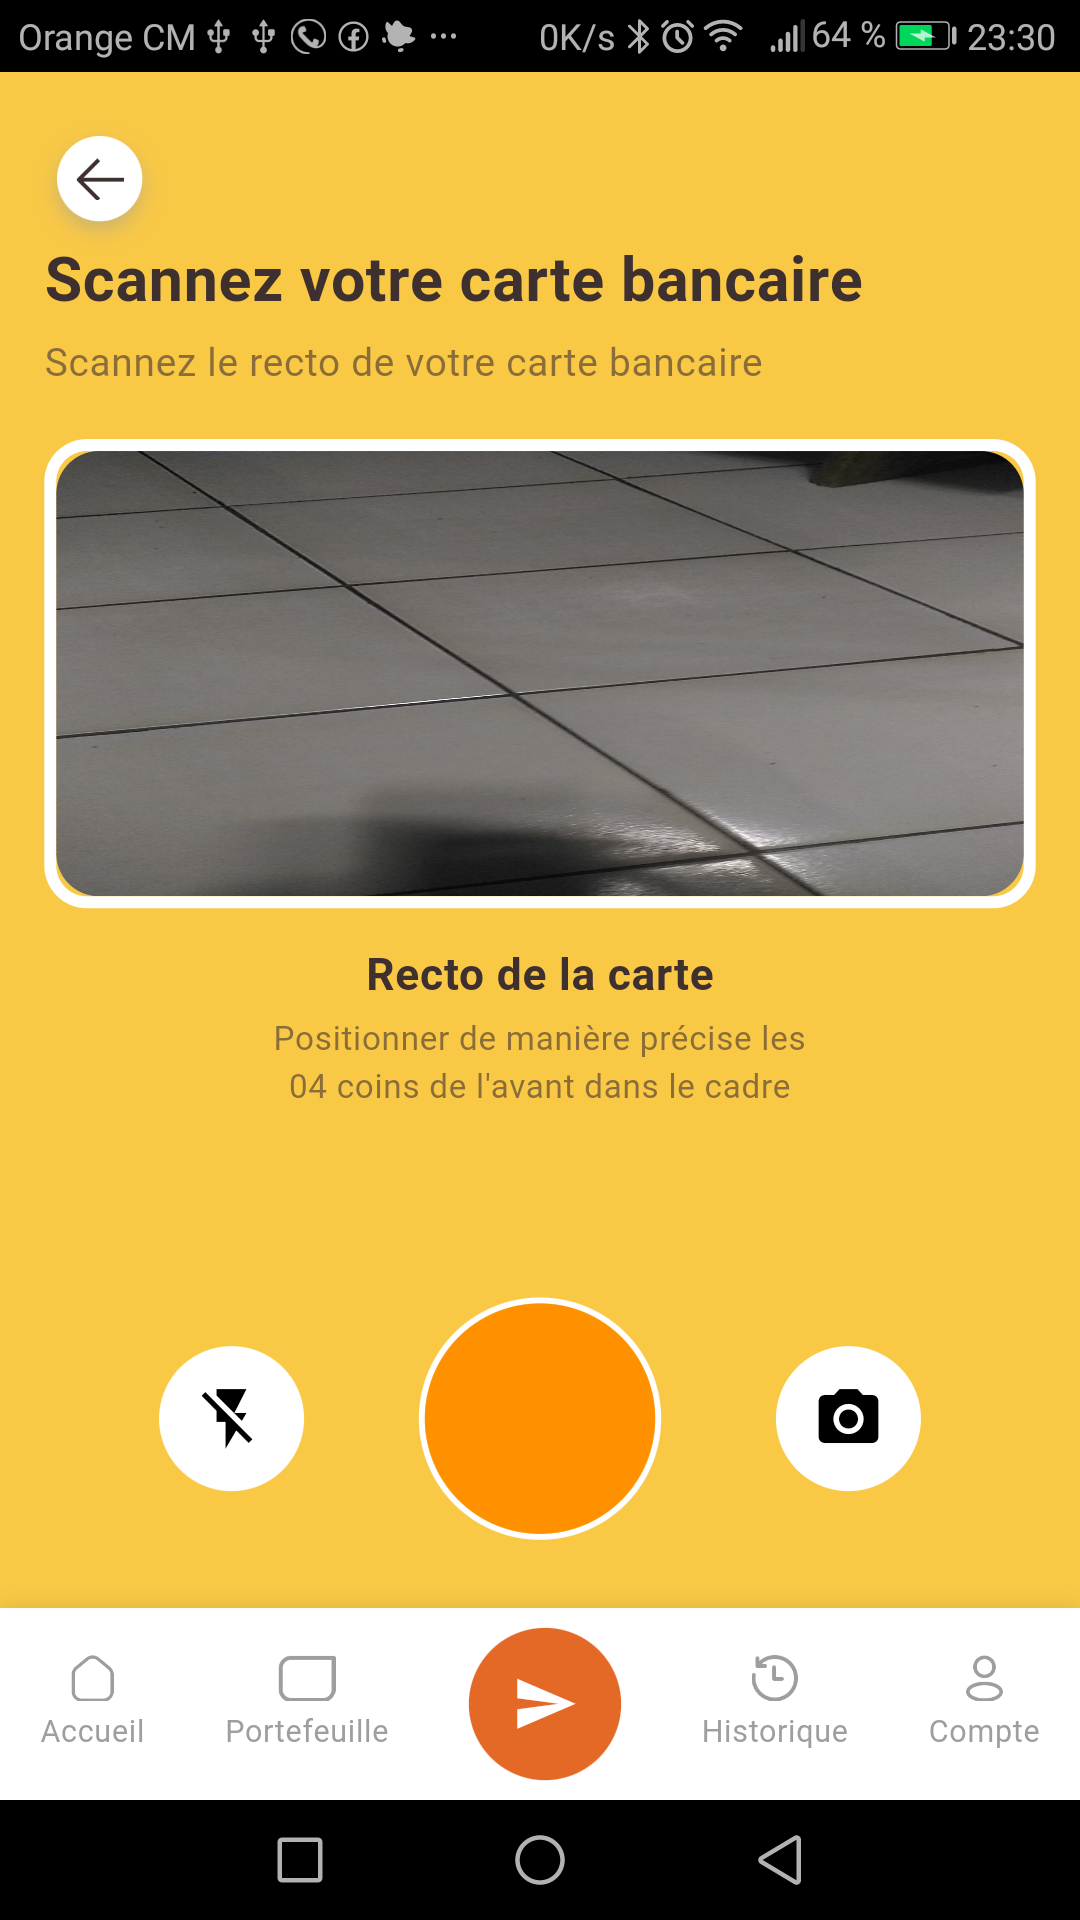 Orange CM 0K/s 64 % 23:30
Scannez votre carte bancaire
Scannez le recto de votre carte bancaire
Recto de la carte
Positionner de manière précise les
04 coins de l'avant dans le cadre
Accueil Portefeuille Historique Compte